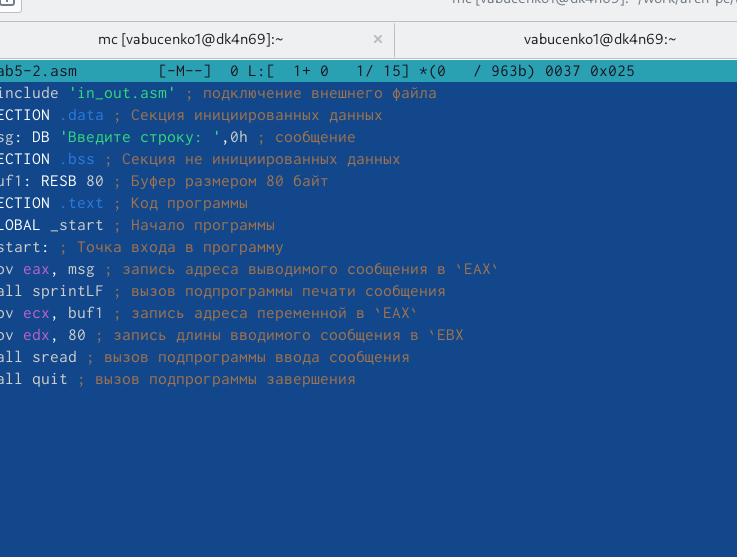 mc [vabucenko1@dk4n69]:~/work/arch-pc/
mc [vabucenko1@dk4n69]:~ × vabucenko1@dk4n69:~
ab5-2.asm [-M--] 0 L:[ 1+ 0 1/ 15] *(0 / 963b) 0037 0x025
include 'in_out.asm' ; подключение внешнего файла
ECTION .data ; Секция инициированных данных
sg: DB 'Введите строку: ',0h ; сообщение
ECTION .bss ; Секция не инициированных данных
uf1: RESB 80 ; Буфер размером 80 байт
ECTION .text ; Код программы
LOBAL _start ; Начало программы
start: ; Точка входа в программу
ov eax, msg ; запись адреса выводимого сообщения в `EAX`
all sprintLF ; вызов подпрограммы печати сообщения
ov ecx, buf1 ; запись адреса переменной в `EAX`
ov edx, 80 ; запись длины вводимого сообщения в `EBX
all sread ; вызов подпрограммы ввода сообщения
all quit ; вызов подпрограммы завершения